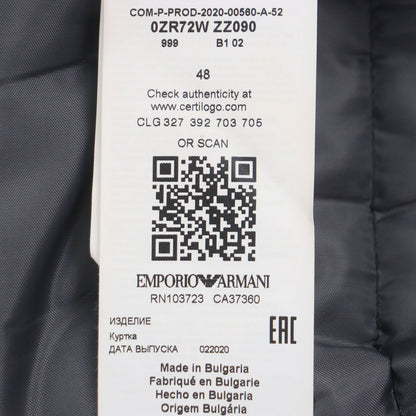 COM-P-PROD-2020-00560-A-52
0ZR72W ZZ090
999 B1 02
48
Check authenticity at
www.certilogo.com
CLG 327 392 703 705
OR SCAN
EMPORIO ARMANI
RN103723 CA37360
ИЗДЕЛИЕ
Куртка
ДАТА ВЫПУСКА 022020
EAC
Made in Bulgaria
Fabriqué en Bulgarie
Hecho en Bulgaria
Origem Bulgária